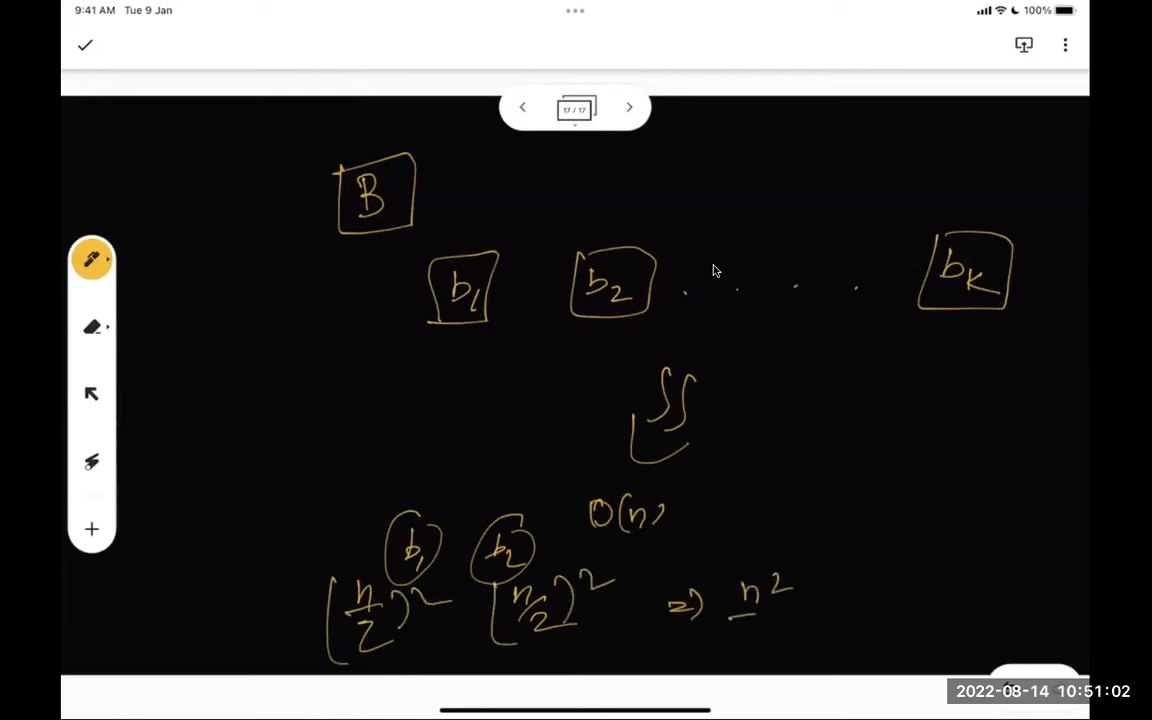 9:41 AM Tue 9 Jan 100%
17 / 17
B
b1 b2 . . . . bK
∬
O(n)
b1 b2
(n/2)^2 (n/2)^2 => n^2
2022-08-14 10:51:02